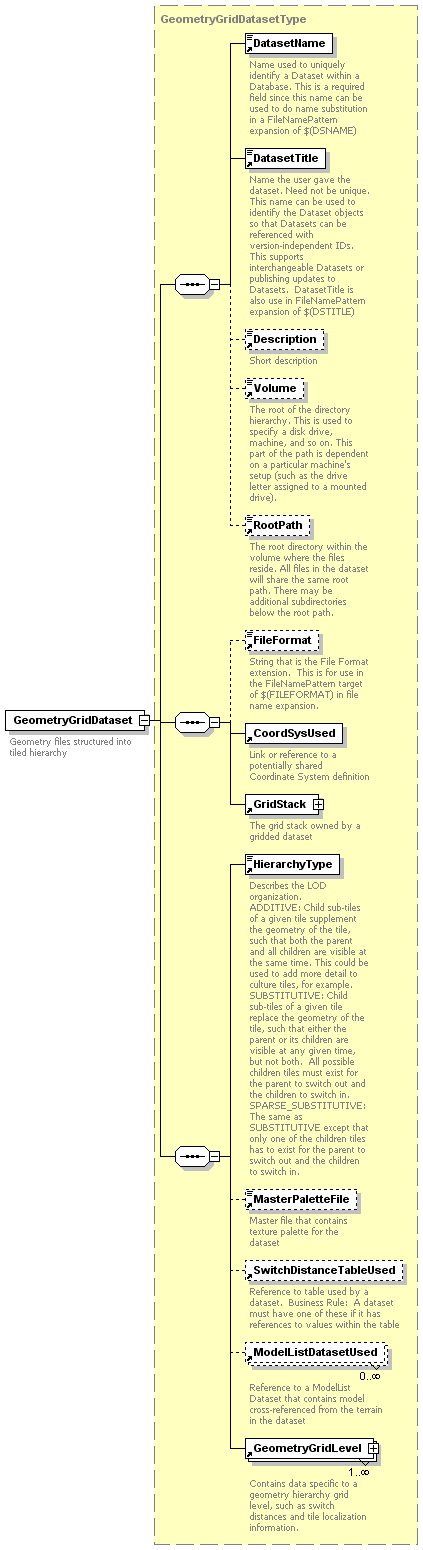 GeometryGridDatasetType
DatasetName
Name used to uniquely
identify a Dataset within a
Database. This is a required
field since this name can be
used to do name substitution
in a FileNamePattern
expansion of $(DSNAME)
DatasetTitle
Name the user gave the
dataset. Need not be unique.
This name can be used to
identify the Dataset objects
so that Datasets can be
referenced with
version-independent IDs.
This supports
interchangeable Datasets or
publishing updates to
Datasets.  DatasetTitle is
also use in FileNamePattern
expansion of $(DSTITLE)
Description
Short description
Volume
The root of the directory
hierarchy. This is used to
specify a disk drive,
machine, and so on. This
part of the path is dependent
on a particular machine's
setup (such as the drive
letter assigned to a mounted
drive).
RootPath
The root directory within the
volume where the files
reside. All files in the dataset
will share the same root
path. There may be
additional subdirectories
below the root path.
FileFormat
String that is the File Format
extension.  This is for use in
the FileNamePattern target
of $(FILEFORMAT) in file
name expansion.
GeometryGridDataset
Geometry files structured into
tiled hierarchy
CoordSysUsed
Link or reference to a
potentially shared
Coordinate System definition
GridStack
The grid stack owned by a
gridded dataset
HierarchyType
Describes the LOD
organization.
ADDITIVE: Child sub-tiles
of a given tile supplement
the geometry of the tile,
such that both the parent
and all children are visible at
the same time. This could be
used to add more detail to
culture tiles, for example.
SUBSTITUTIVE: Child
sub-tiles of a given tile
replace the geometry of the
tile, such that either the
parent or its children are
visible at any given time,
but not both.  All possible
children tiles must exist for
the parent to switch out and
the children to switch in.
SPARSE_SUBSTITUTIVE:
The same as
SUBSTITUTIVE except that
only one of the children tiles
has to exist for the parent to
switch out and the children
to switch in.
MasterPaletteFile
Master file that contains
texture palette for the
dataset
SwitchDistanceTableUsed
Reference to table used by a
dataset.  Business Rule:  A dataset
must have one of these if it has
references to values within the table
ModelListDatasetUsed
0..∞
Reference to a ModelList
Dataset that contains model
cross-referenced from the terrain
in the dataset
GeometryGridLevel
1..∞
Contains data specific to a
geometry hierarchy grid
level, such as switch
distances and tile localization
information.